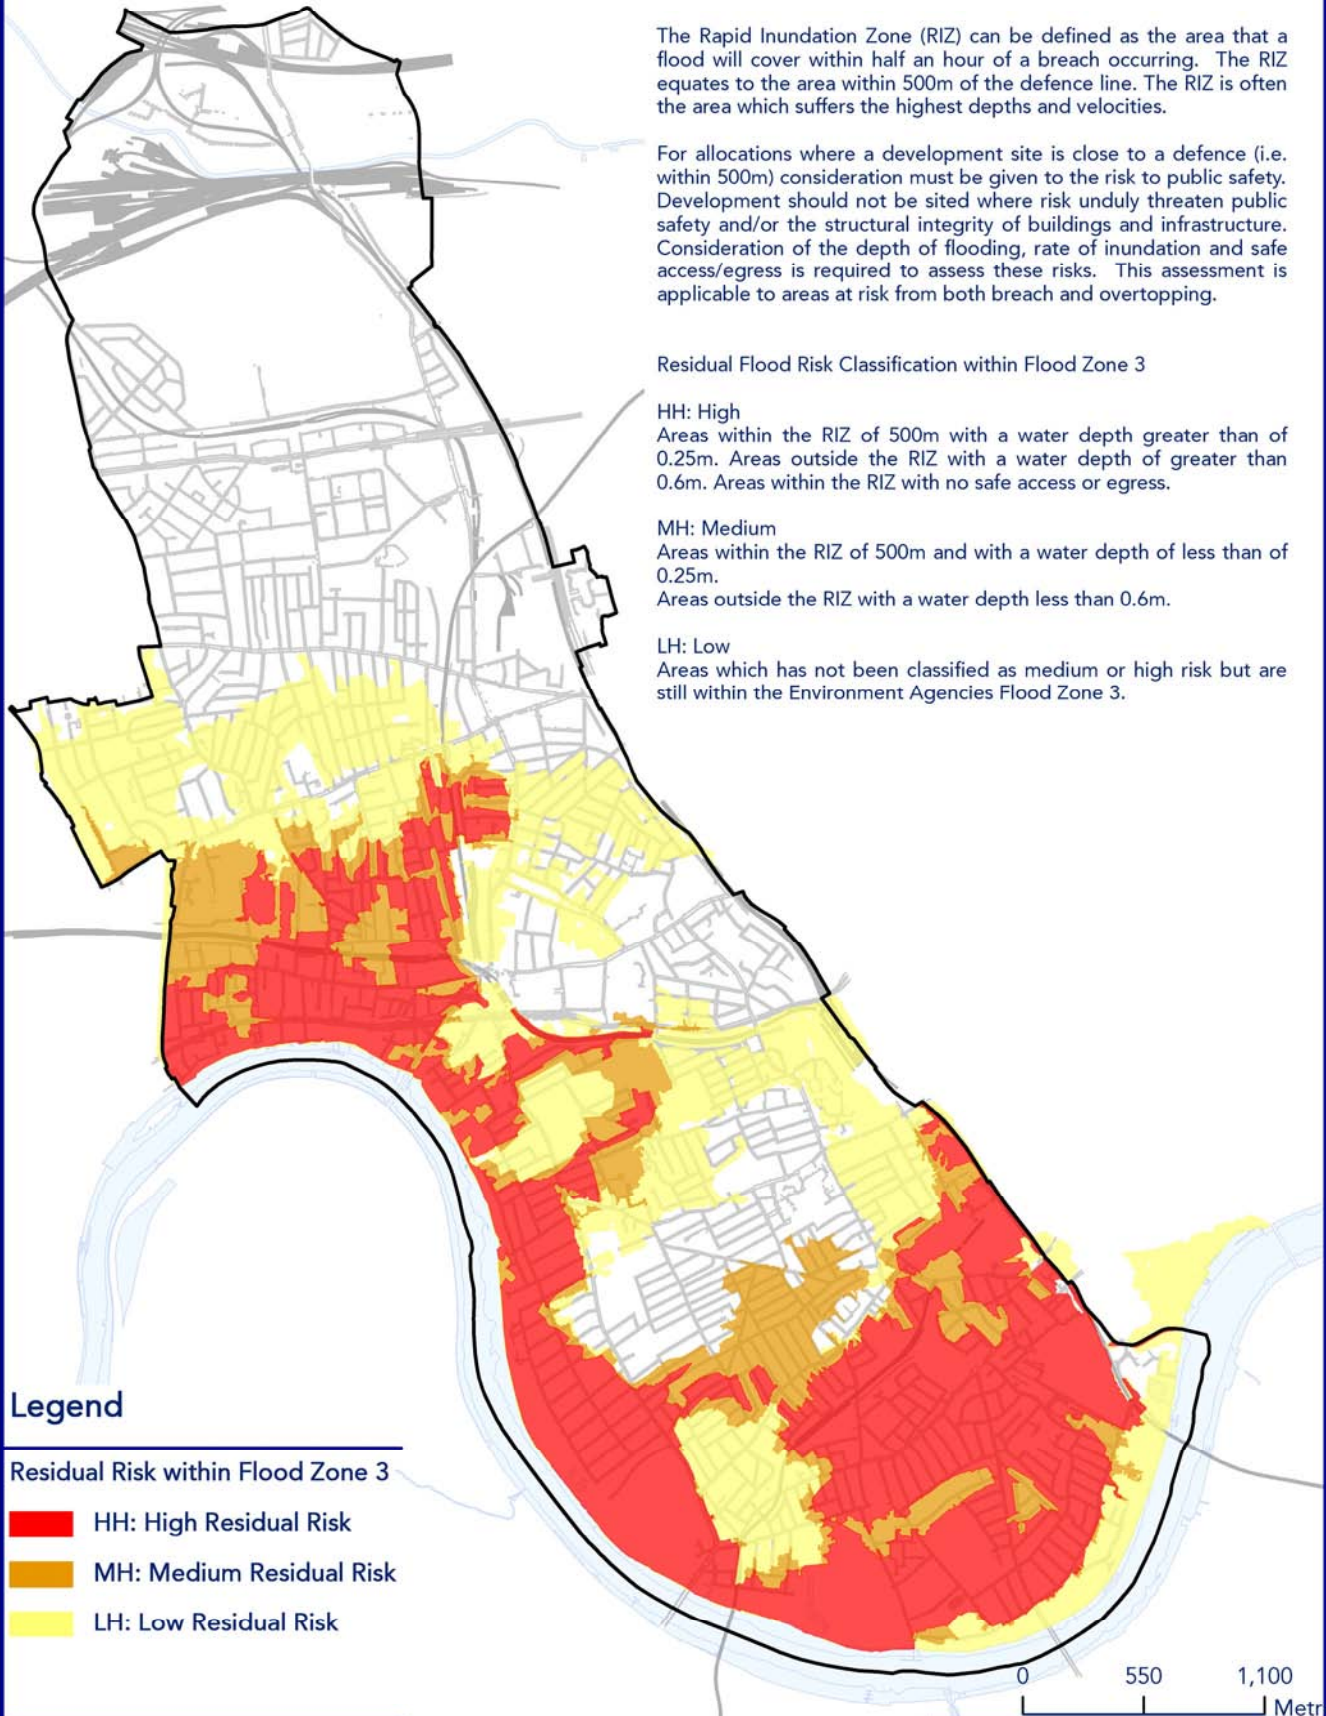 The Rapid Inundation Zone (RIZ) can be defined as the area that a
flood will cover within half an hour of a breach occurring. The RIZ
equates to the area within 500m of the defence line. The RIZ is often
the area which suffers the highest depths and velocities.
For allocations where a development site is close to a defence (i.e.
within 500m) consideration must be given to the risk to public safety.
Development should not be sited where risk unduly threaten public
safety and/or the structural integrity of buildings and infrastructure.
Consideration of the depth of flooding, rate of inundation and safe
access/egress is required to assess these risks. This assessment is
applicable to areas at risk from both breach and overtopping.
Residual Flood Risk Classification within Flood Zone 3
HH: High
Areas within the RIZ of 500m with a water depth greater than of
0.25m. Areas outside the RIZ with a water depth of greater than
0.6m. Areas within the RIZ with no safe access or egress.
MH: Medium
Areas within the RIZ of 500m and with a water depth of less than of
0.25m.
Areas outside the RIZ with a water depth less than 0.6m.
LH: Low
Areas which has not been classified as medium or high risk but are
still within the Environment Agencies Flood Zone 3.
Legend
Residual Risk within Flood Zone 3
HH: High Residual Risk
MH: Medium Residual Risk
LH: Low Residual Risk
0 550 1,100
Metr